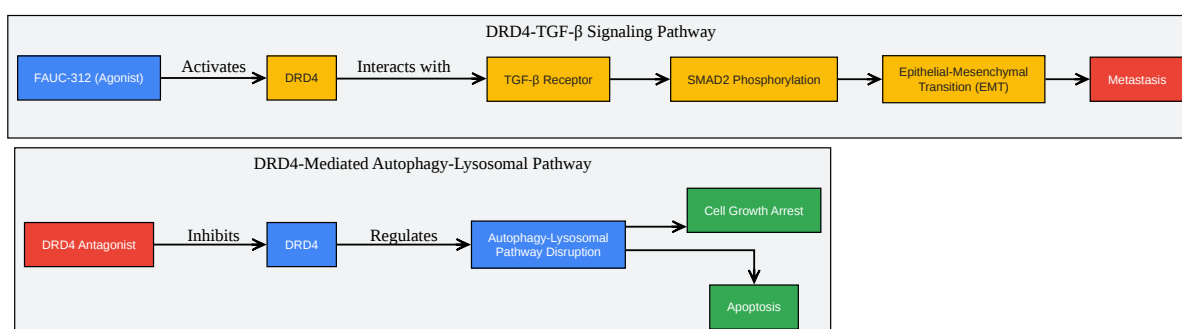 DRD4-TGF-β Signaling Pathway
FAUC-312 (Agonist)
Activates
DRD4
Interacts with
TGF-β Receptor
SMAD2 Phosphorylation
Epithelial-Mesenchymal
Transition (EMT)
Metastasis
DRD4-Mediated Autophagy-Lysosomal Pathway
DRD4 Antagonist
Inhibits
DRD4
Regulates
Autophagy-Lysosomal
Pathway Disruption
Cell Growth Arrest
Apoptosis